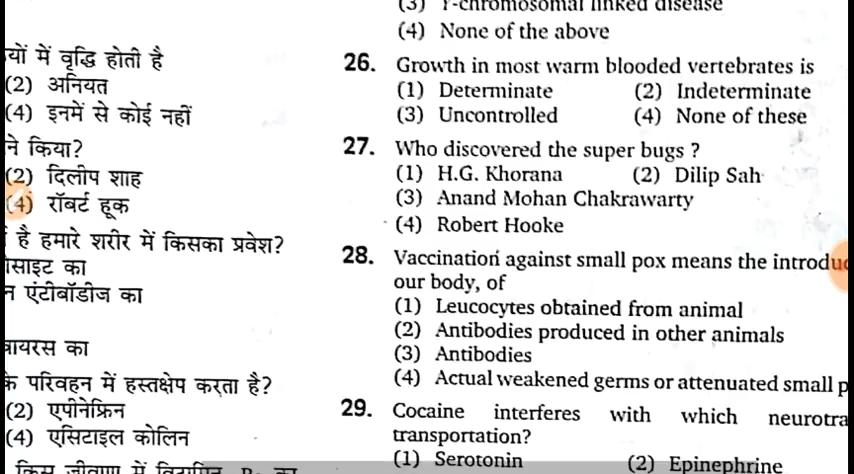 (3) Y-chromosomal linked disease
(4) None of the above
में वृद्धि होती है
(2) अनियत
(4) इनमें से कोई नहीं
ने किया?
(2) दिलीप शाह
(4) रॉबर्ट हूक
है हमारे शरीर में किसका प्रवेश?
का
एंटीबॉडीज का
वायरस का
के परिवहन में हस्तक्षेप करता है?
(2) एपीनेफ्रिन
(4) एसिटाइल कोलिन
26. Growth in most warm blooded vertebrates is
(1) Determinate (2) Indeterminate
(3) Uncontrolled (4) None of these
27. Who discovered the super bugs ?
(1) H.G. Khorana (2) Dilip Sah
(3) Anand Mohan Chakrawarty
(4) Robert Hooke
28. Vaccination against small pox means the
our body, of
(1) Leucocytes obtained from animal
(2) Antibodies produced in other animals
(3) Antibodies
(4) Actual weakened germs or attenuated small
29. Cocaine interferes with which
transportation?
(1) Serotonin (2) Epinephrine